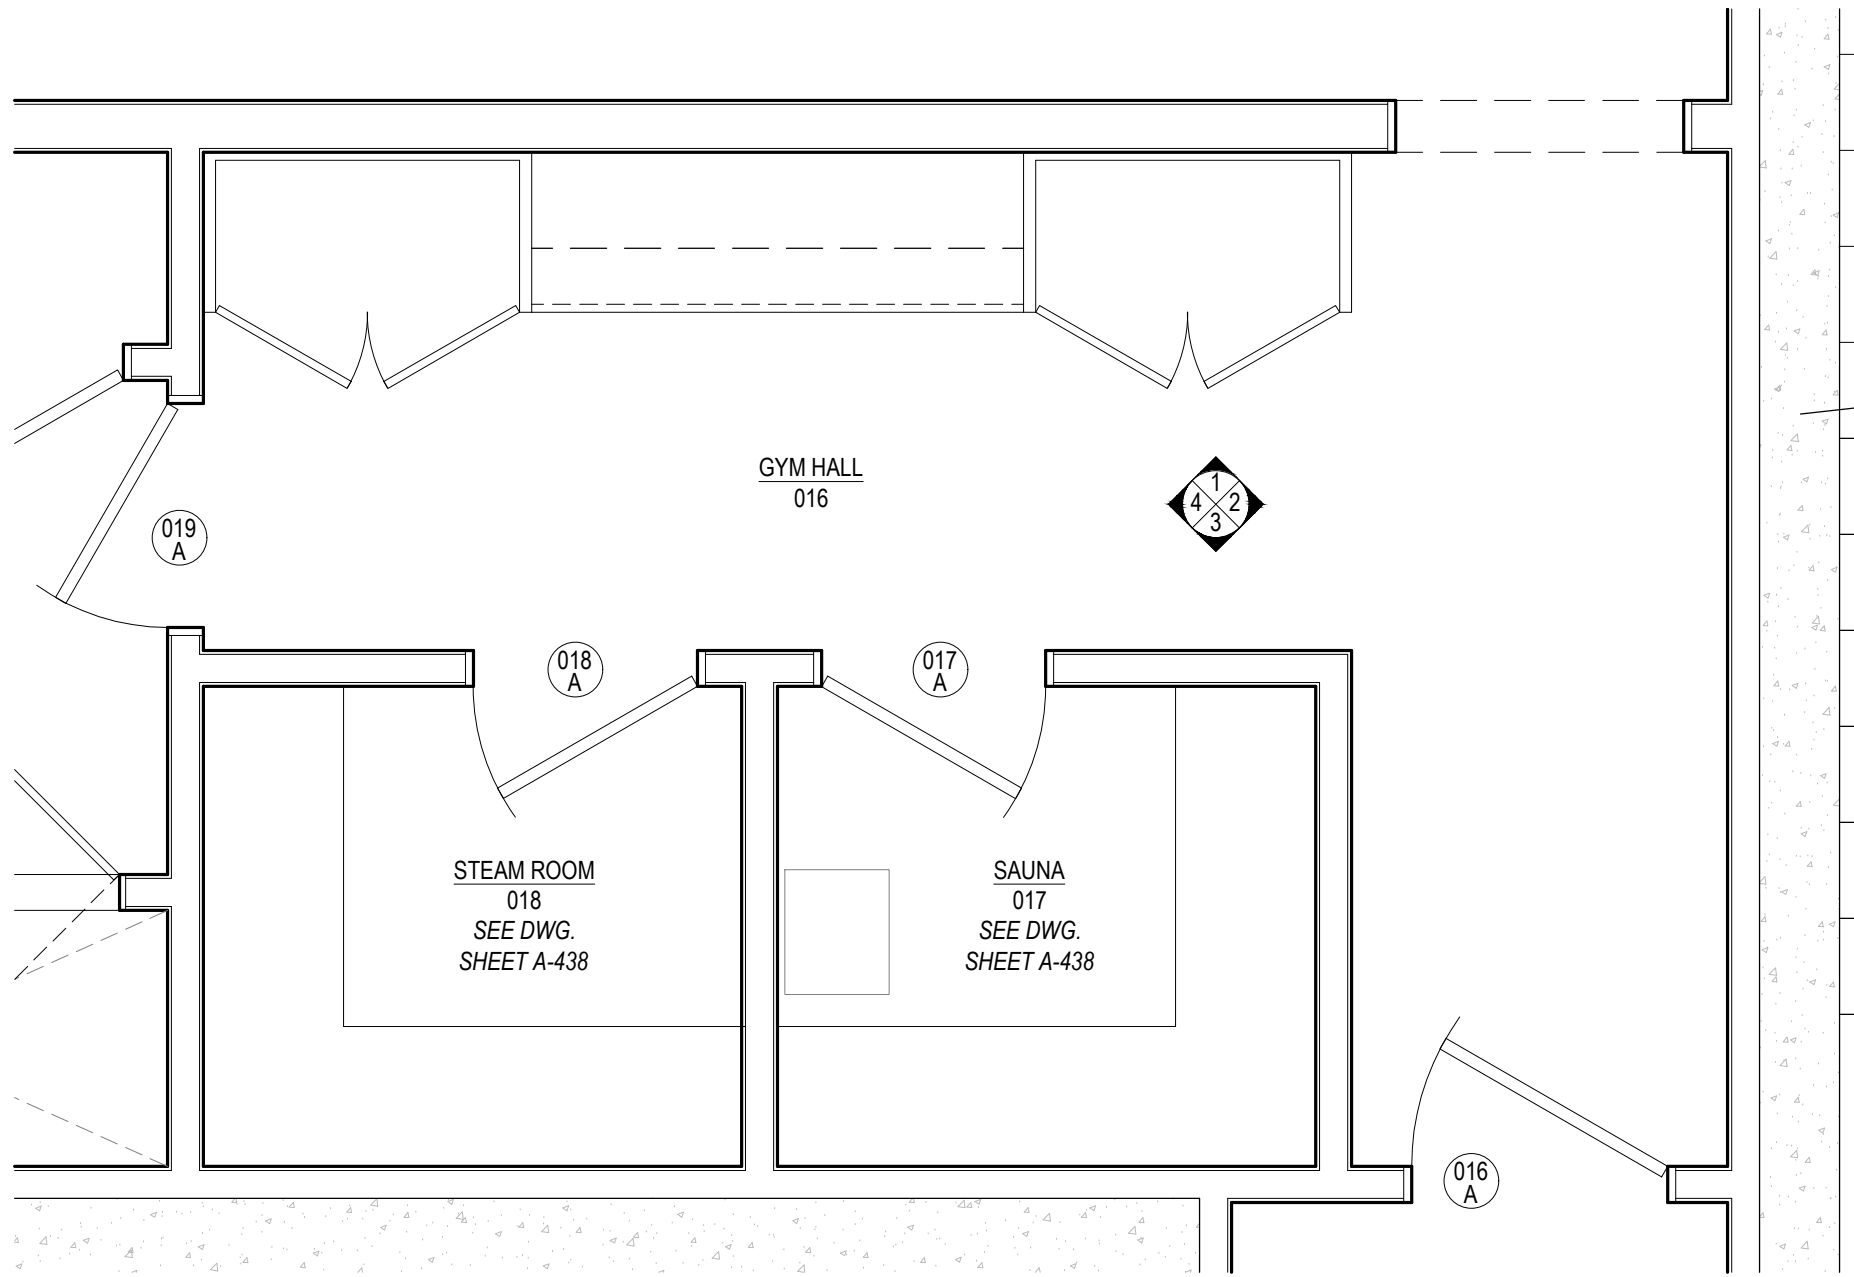 GYM HALL
016
1
4 2
3
019
A
018
A
017
A
STEAM ROOM
018
SEE DWG.
SHEET A-438
SAUNA
017
SEE DWG.
SHEET A-438
016
A